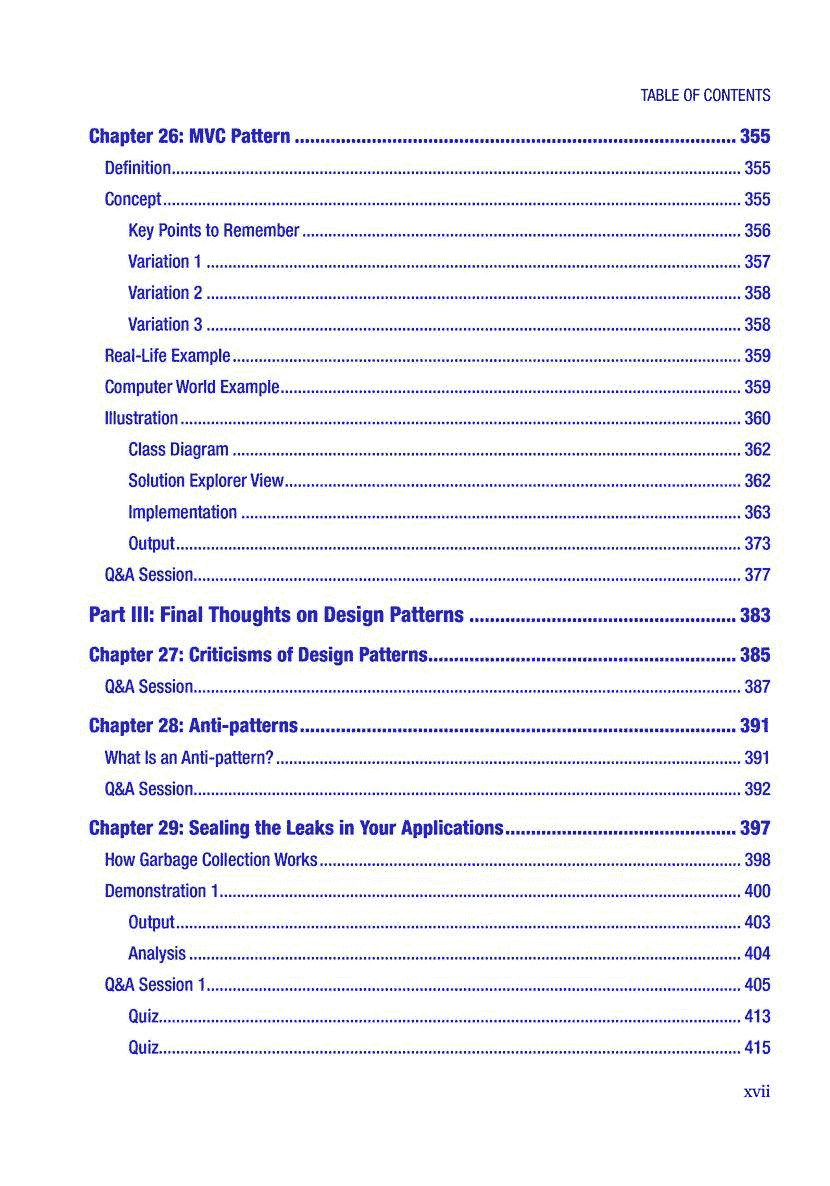 TABLE OF CONTENTS
Chapter 26: MVC Pattern ..................................................................................... 355
Definition.................................................................................................................................... 355
Concept...................................................................................................................................... 355
Key Points to Remember ..................................................................................................... 356
Variation 1 ........................................................................................................................... 357
Variation 2 ........................................................................................................................... 358
Variation 3 ........................................................................................................................... 358
Real-Life Example...................................................................................................................... 359
Computer World Example.......................................................................................................... 359
Illustration.................................................................................................................................. 360
Class Diagram ..................................................................................................................... 362
Solution Explorer View......................................................................................................... 362
Implementation ................................................................................................................... 363
Output.................................................................................................................................. 373
Q&A Session.............................................................................................................................. 377
Part III: Final Thoughts on Design Patterns .................................................... 383
Chapter 27: Criticisms of Design Patterns............................................................ 385
Q&A Session.............................................................................................................................. 387
Chapter 28: Anti-patterns..................................................................................... 391
What Is an Anti-pattern? ........................................................................................................... 391
Q&A Session.............................................................................................................................. 392
Chapter 29: Sealing the Leaks in Your Applications............................................. 397
How Garbage Collection Works................................................................................................. 398
Demonstration 1........................................................................................................................ 400
Output.................................................................................................................................. 403
Analysis ............................................................................................................................... 404
Q&A Session 1........................................................................................................................... 405
Quiz...................................................................................................................................... 413
Quiz...................................................................................................................................... 415
xvii